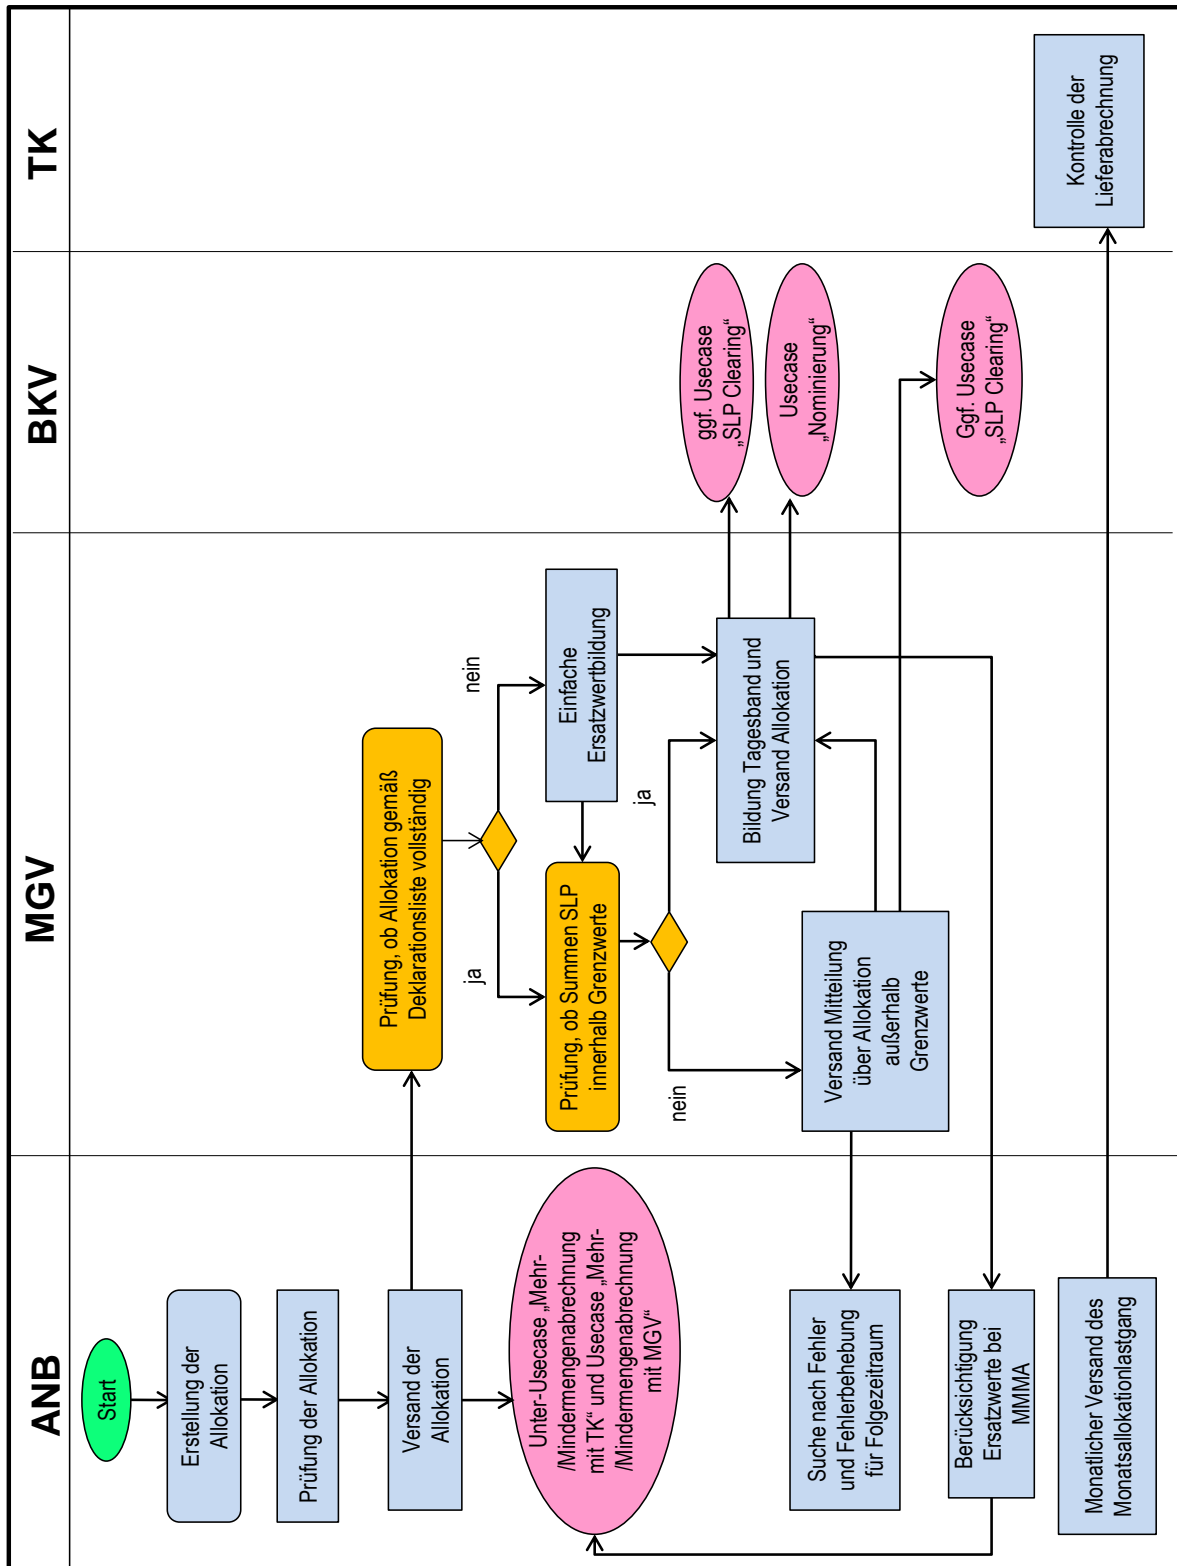 ANB
MGV
BKV
TK
Start
Erstellung der
Allokation
Prüfung der Allokation
Versand der
Allokation
Unter-Usecase „Mehr-
/Mindermengenabrechnung
mit TK“ und Usecase „Mehr-
/Mindermengenabrechnung
mit MGV“
Prüfung, ob Allokation gemäß
Deklarationsliste vollständig
ja
nein
Einfache
Ersatzwertbildung
Prüfung, ob Summen SLP
innerhalb Grenzwerte
nein
ja
Bildung Tagesband und
Versand Allokation
ggf. Usecase
„SLP Clearing“
Usecase
„Nominierung“
Versand Mitteilung
über Allokation
außerhalb
Grenzwerte
Ggf. Usecase
„SLP Clearing“
Suche nach Fehler
und Fehlerbehebung
für Folgezeitraum
Berücksichtigung
Ersatzwerte bei
MMMA
Monatlicher Versand des
Monatsallokationlastgang
Kontrolle der
Lieferabrechnung